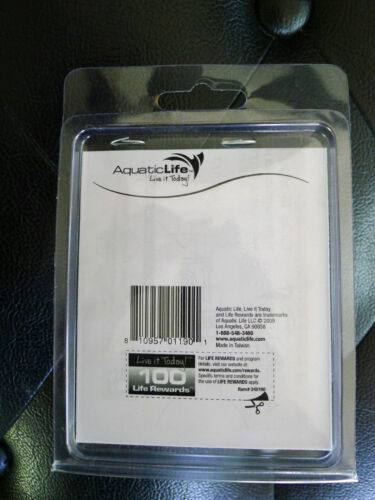 AquaticLife™
Live it Today!
8 10957 01190 1
Aquatic Life, Live It Today,
and Life Rewards are trademarks
of Aquatic Life LLC © 2009
Los Angeles, CA 90058
1-888-548-3480
www.aquaticlife.com
Made in Taiwan
Live it Today!
100
Life Rewards
For LIFE REWARDS and program
details, visit our website at
www.aquaticlife.com/rewards.
Specific terms and conditions for
the use of LIFE REWARDS apply.
Item# 340190